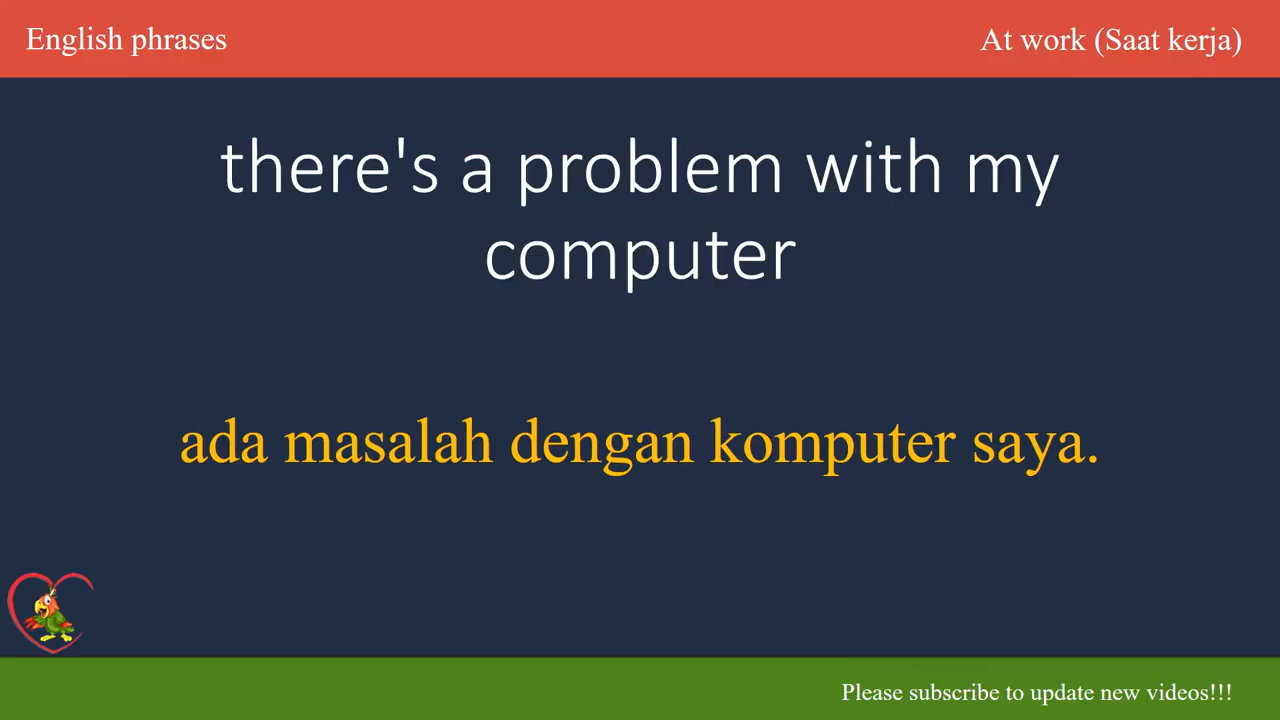 English phrases
At work (Saat kerja)
there's a problem with my
computer
ada masalah dengan komputer saya.
Please subscribe to update new videos!!!